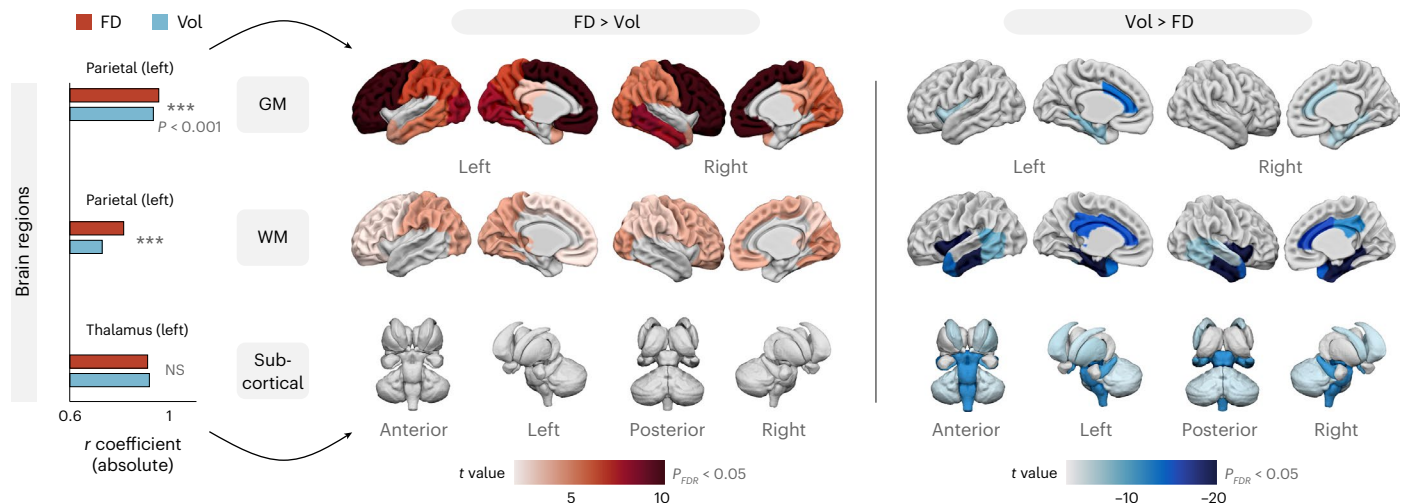 FD
Vol
FD > Vol
Vol > FD
Brain regions
Parietal (left)
***
P < 0.001
GM
Left
Right
Left
Right
Parietal (left)
***
WM
Thalamus (left)
NS
Sub-
cortical
0.6
1
r coefficient
(absolute)
Anterior
Left
Posterior
Right
Anterior
Left
Posterior
Right
t value
5
10
PFDR < 0.05
t value
–10
–20
PFDR < 0.05